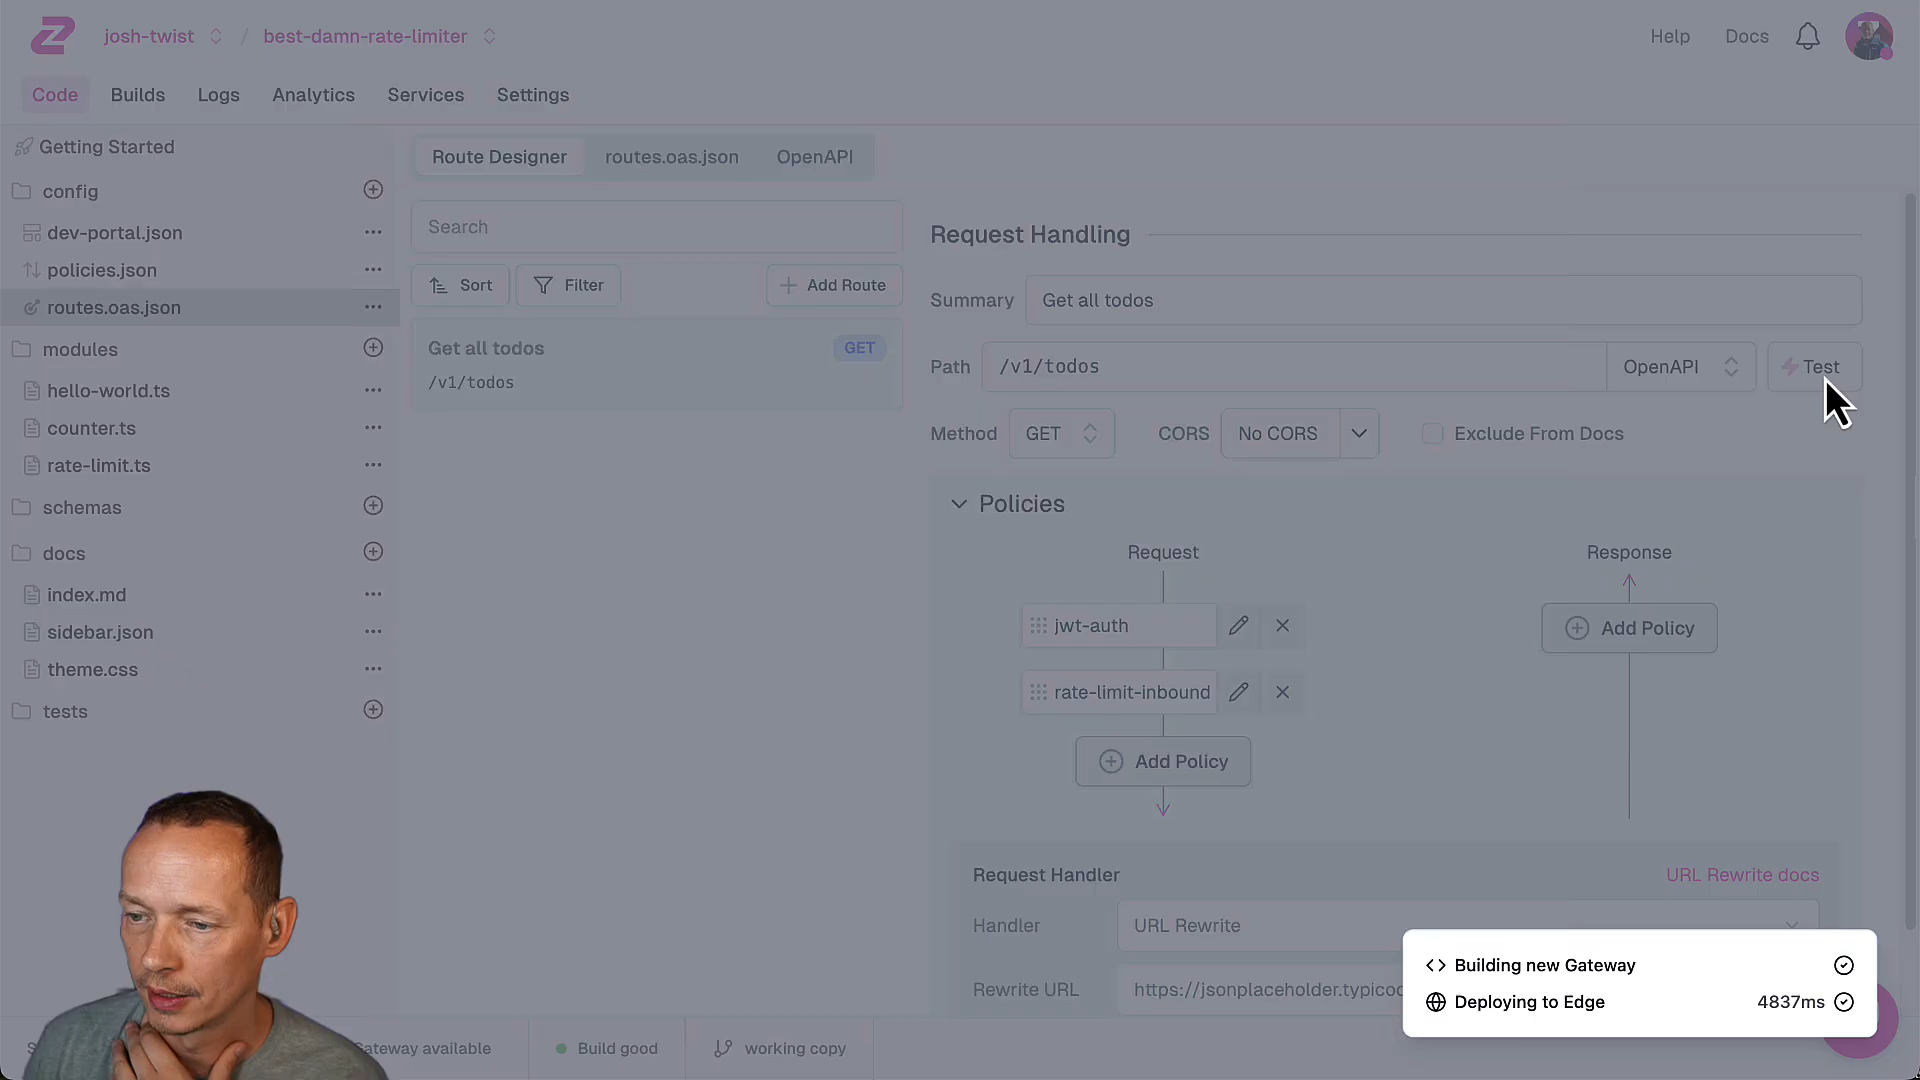 josh-twist / best-damn-rate-limiter
Help Docs
Code Builds Logs Analytics Services Settings
Getting Started
config
dev-portal.json
policies.json
routes.oas.json
modules
hello-world.ts
counter.ts
rate-limit.ts
schemas
docs
index.md
sidebar.json
theme.css
tests
Route Designer routes.oas.json OpenAPI
Search
Sort Filter Add Route
Get all todos GET
/v1/todos
Request Handling
Summary Get all todos
Path /v1/todos OpenAPI Test
Method GET CORS No CORS Exclude From Docs
Policies
Request Response
jwt-auth
Add Policy
rate-limit-inbound
Add Policy
Request Handler URL Rewrite docs
Handler URL Rewrite
Rewrite URL https://jsonplaceholder.typico
Building new Gateway
Deploying to Edge 4837ms
available Build good working copy